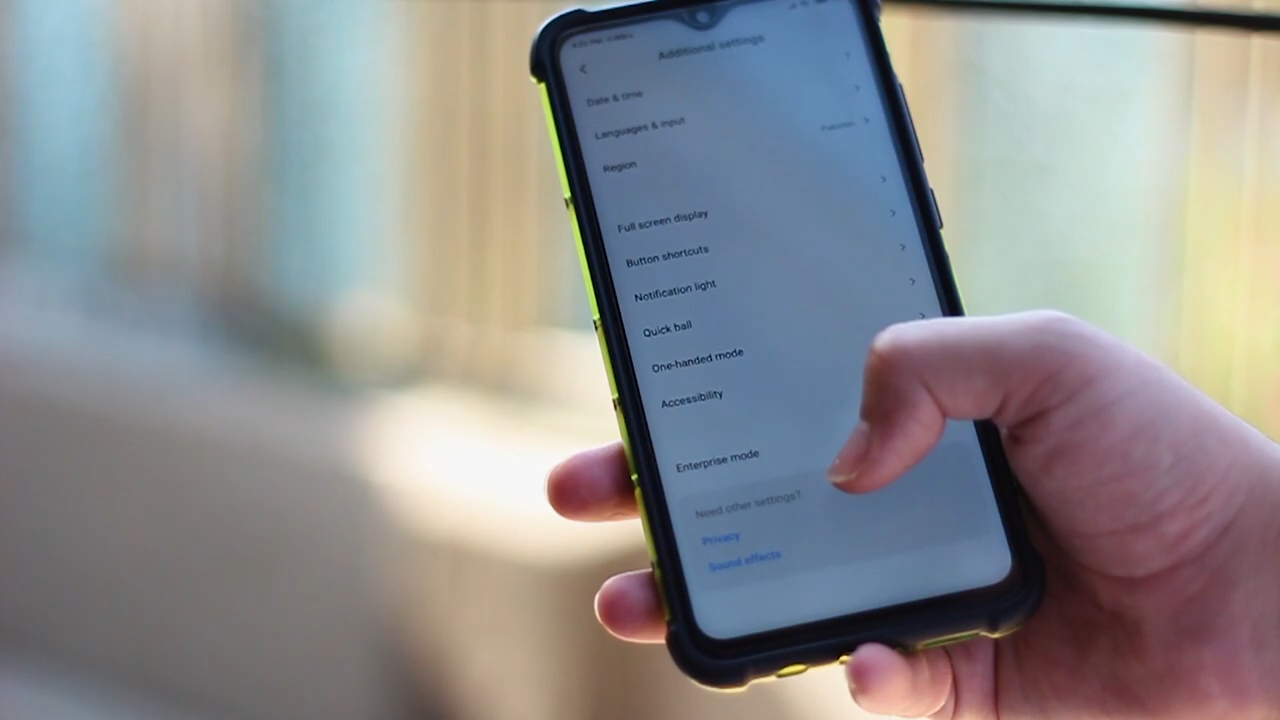 Additional settings
Date & time
Languages & input
Region Pakistan
Full screen display
Button shortcuts
Notification light
Quick ball
One-handed mode
Accessibility
Enterprise mode
Need other settings?
Privacy
Sound effects